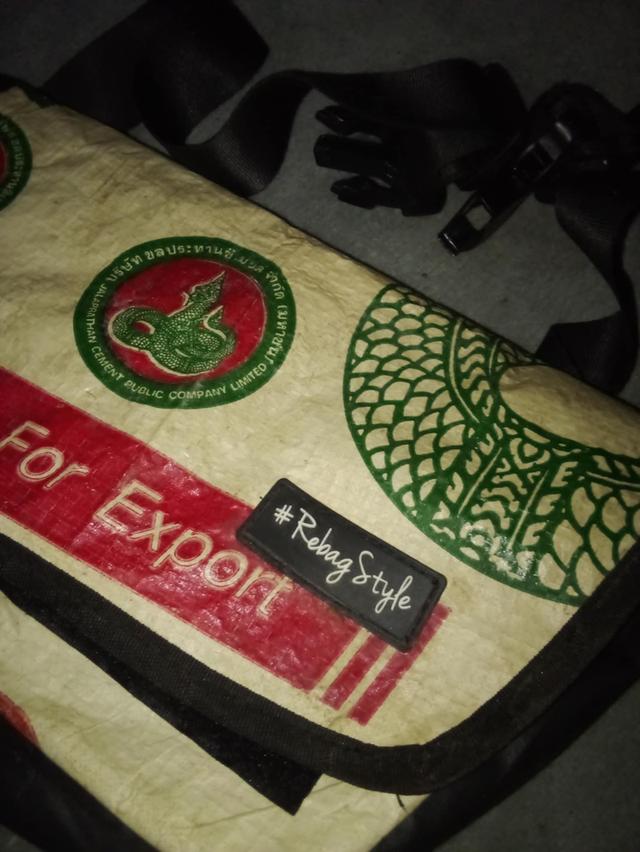 บริษัท ชลประทานซีเมนต์ จำกัด (มหาชน)
JALAPRATHAN CEMENT PUBLIC COMPANY LIMITED
For Export
#RebagStyle